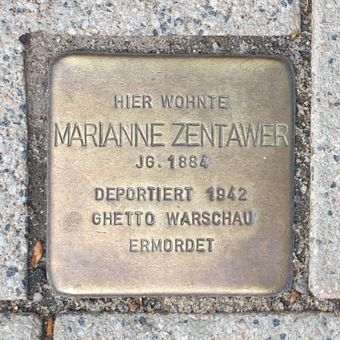 HIER WOHNTE
MARIANNE ZENTAWER
JG. 1884
DEPORTIERT 1942
GHETTO WARSCHAU
ERMORDET